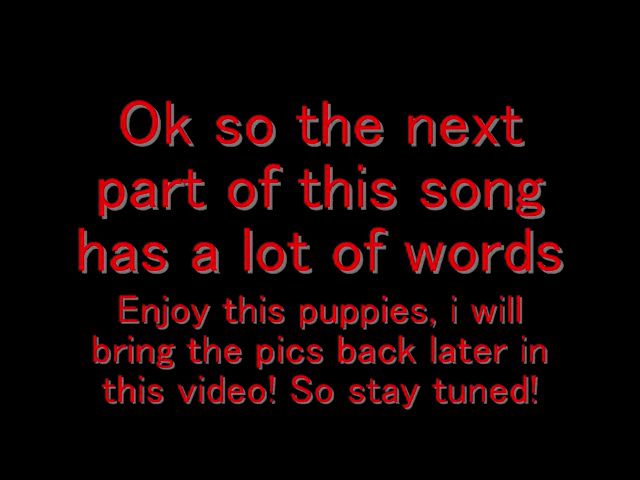 Ok so the next
part of this song
has a lot of words
Enjoy this puppies, i will
bring the pics back later in
this video! So stay tuned!